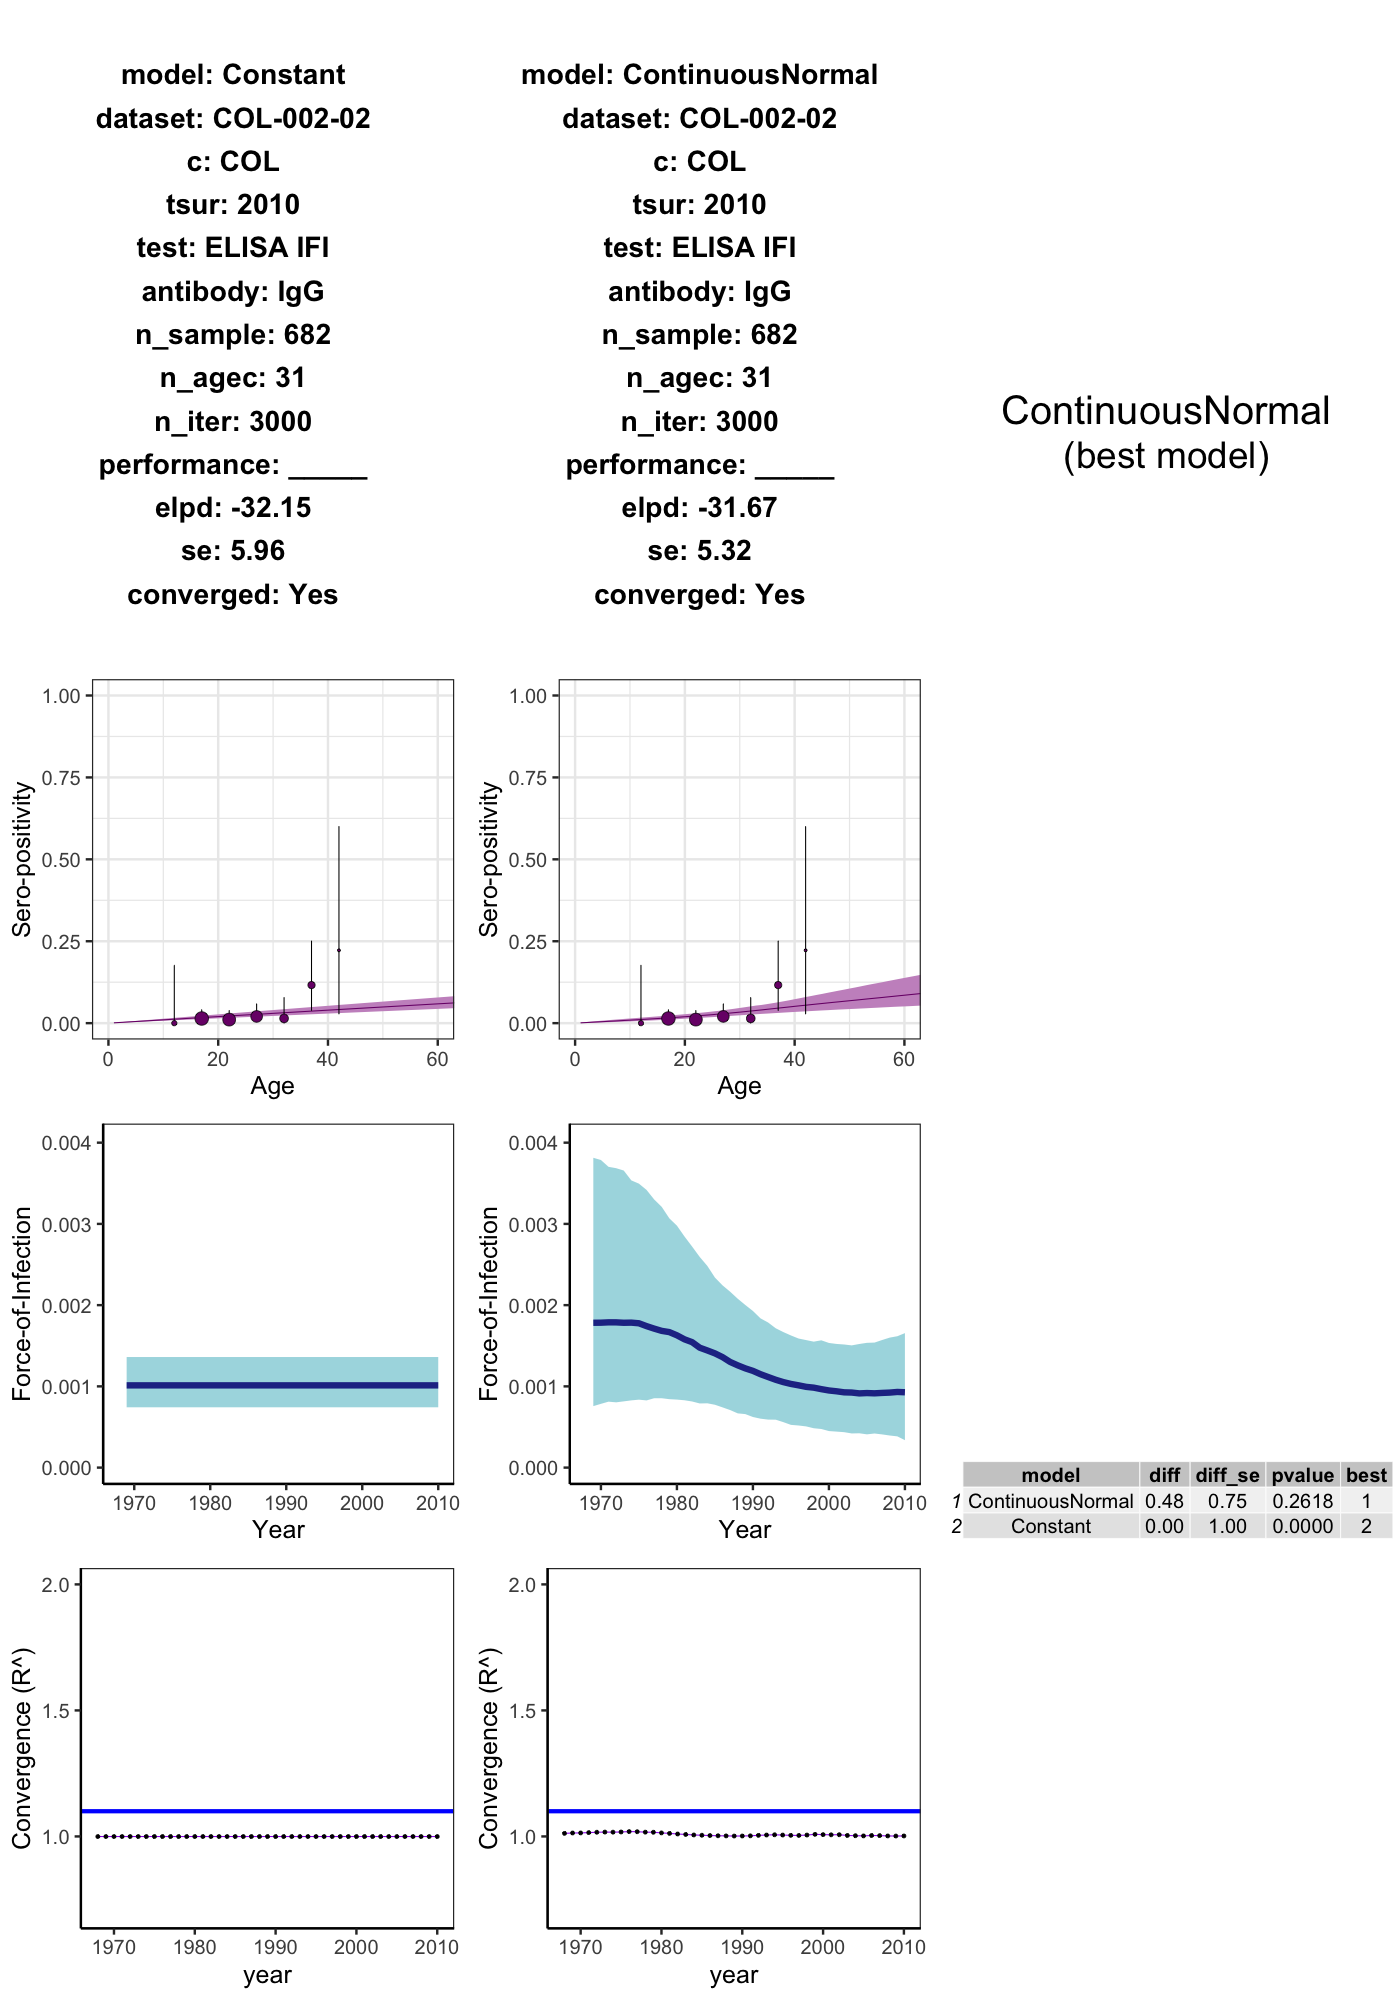 model: Constant
dataset: COL-002-02
c: COL
tsur: 2010
test: ELISA IFI
antibody: IgG
n_sample: 682
n_agec: 31
n_iter: 3000
performance: _____
elpd: -32.15
se: 5.96
converged: Yes
model: ContinuousNormal
dataset: COL-002-02
c: COL
tsur: 2010
test: ELISA IFI
antibody: IgG
n_sample: 682
n_agec: 31
n_iter: 3000
performance: _____
elpd: -31.67
se: 5.32
converged: Yes
ContinuousNormal
(best model)
Sero-positivity
1.00
0.75
0.50
0.25
0.00
0 20 40 60
Age
Sero-positivity
1.00
0.75
0.50
0.25
0.00
0 20 40 60
Age
Force-of-Infection
0.004
0.003
0.002
0.001
0.000
1970 1980 1990 2000 2010
Year
Force-of-Infection
0.004
0.003
0.002
0.001
0.000
1970 1980 1990 2000 2010
Year
model diff diff_se pvalue best
1 ContinuousNormal 0.48 0.75 0.2618 1
2 Constant 0.00 1.00 0.0000 2
Convergence (R^)
2.0
1.5
1.0
1970 1980 1990 2000 2010
year
Convergence (R^)
2.0
1.5
1.0
1970 1980 1990 2000 2010
year